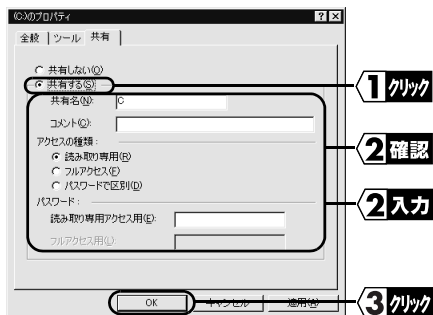 (C:)のプロパティ
全般 ツール 共有
共有しない(O)
共有する(S)
1 クリック
共有名(N): C
コメント(C):
アクセスの種類:
読み取り専用(R)
2 確認
フルアクセス(F)
パスワードで区別(D)
パスワード:
2 入力
読み取り専用アクセス用(E):
フルアクセス用(L)
OK キャンセル 適用(A)
3 クリック